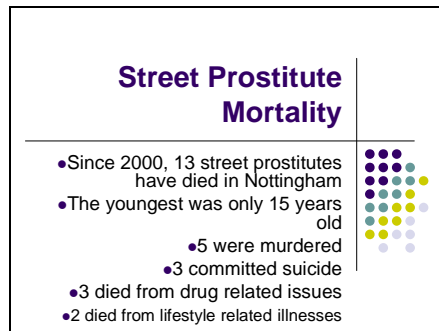 Street Prostitute
Mortality
●Since 2000, 13 street prostitutes
have died in Nottingham
●The youngest was only 15 years
old
●5 were murdered
●3 committed suicide
●3 died from drug related issues
●2 died from lifestyle related illnesses